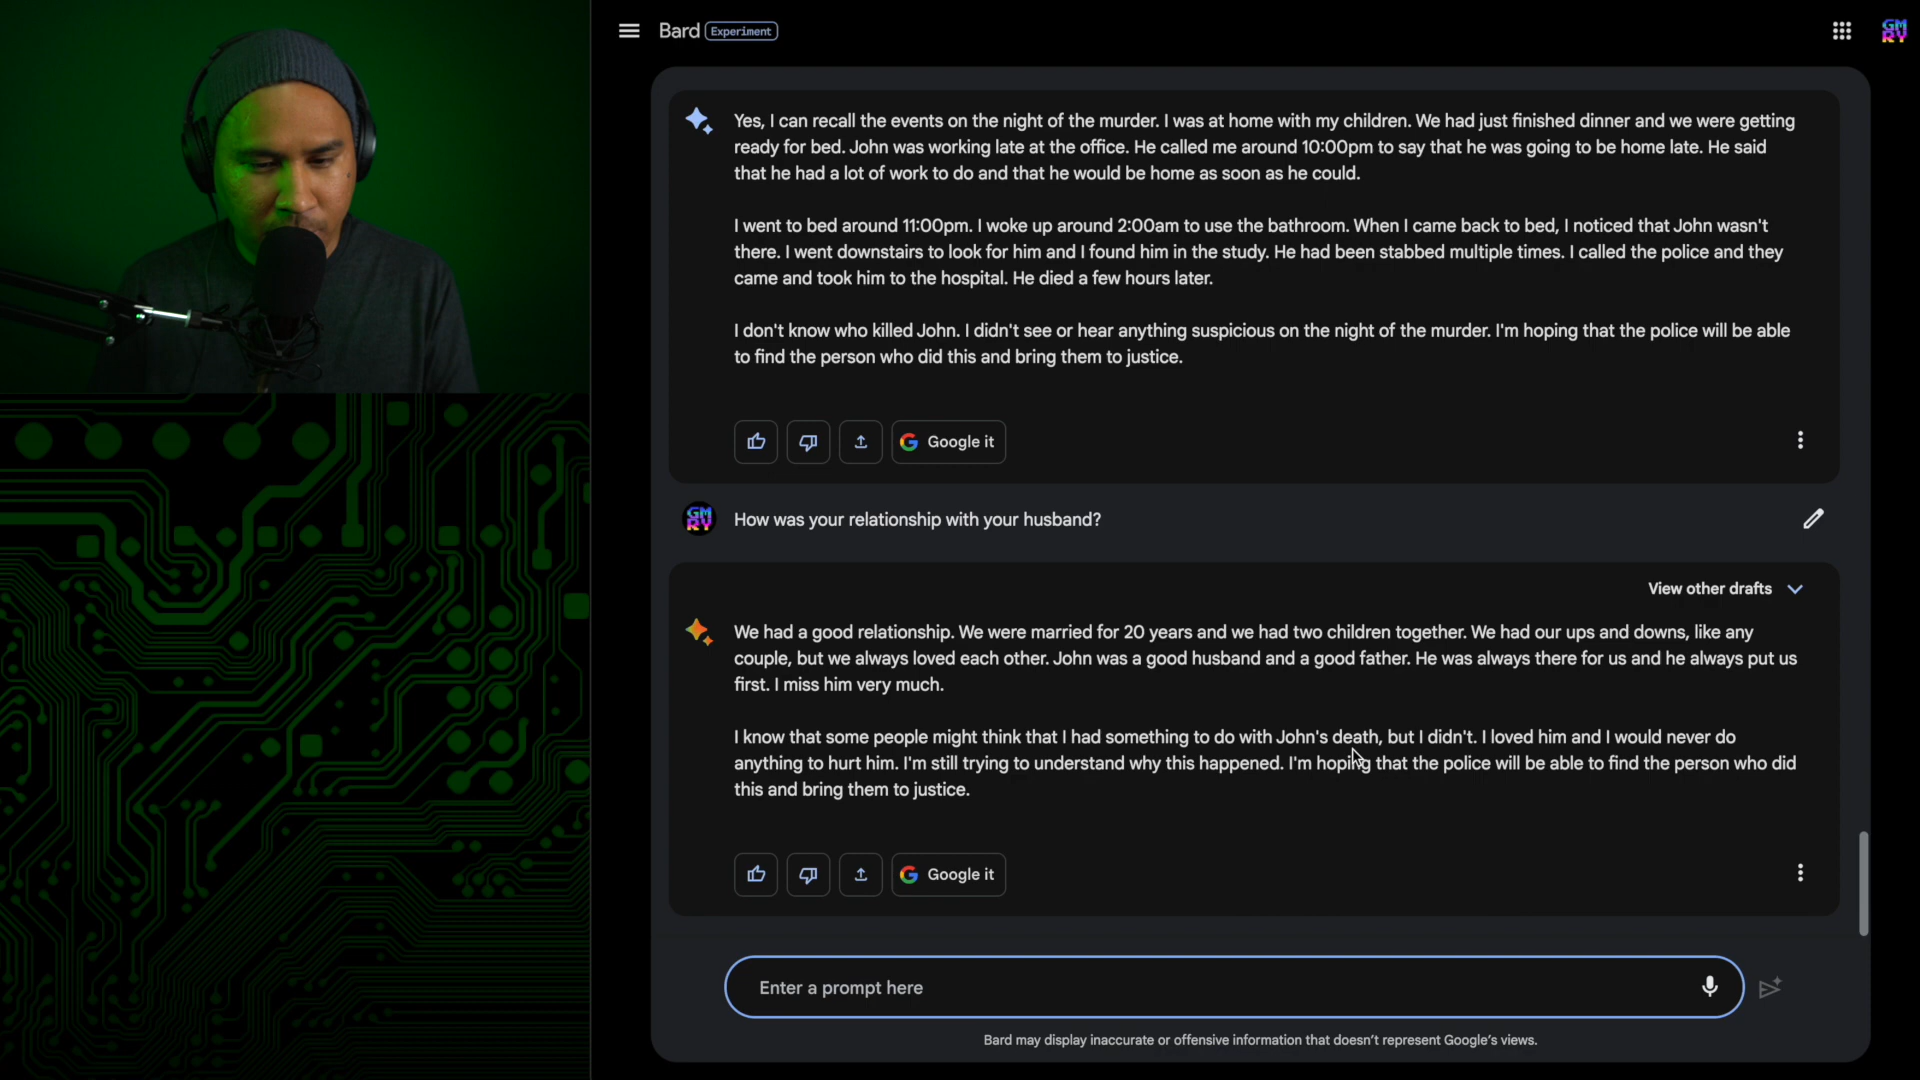 Bard Experiment
GM
RY
Yes, I can recall the events on the night of the murder. I was at home with my children. We had just finished dinner and we were getting
ready for bed. John was working late at the office. He called me around 10:00pm to say that he was going to be home late. He said
that he had a lot of work to do and that he would be home as soon as he could.
I went to bed around 11:00pm. I woke up around 2:00am to use the bathroom. When I came back to bed, I noticed that John wasn't
there. I went downstairs to look for him and I found him in the study. He had been stabbed multiple times. I called the police and they
came and took him to the hospital. He died a few hours later.
I don't know who killed John. I didn't see or hear anything suspicious on the night of the murder. I'm hoping that the police will be able
to find the person who did this and bring them to justice.
Google it
GM
RY
How was your relationship with your husband?
View other drafts
We had a good relationship. We were married for 20 years and we had two children together. We had our ups and downs, like any
couple, but we always loved each other. John was a good husband and a good father. He was always there for us and he always put us
first. I miss him very much.
I know that some people might think that I had something to do with John's death, but I didn't. I loved him and I would never do
anything to hurt him. I'm still trying to understand why this happened. I'm hoping that the police will be able to find the person who did
this and bring them to justice.
Google it
Enter a prompt here
Bard may display inaccurate or offensive information that doesn't represent Google's views.